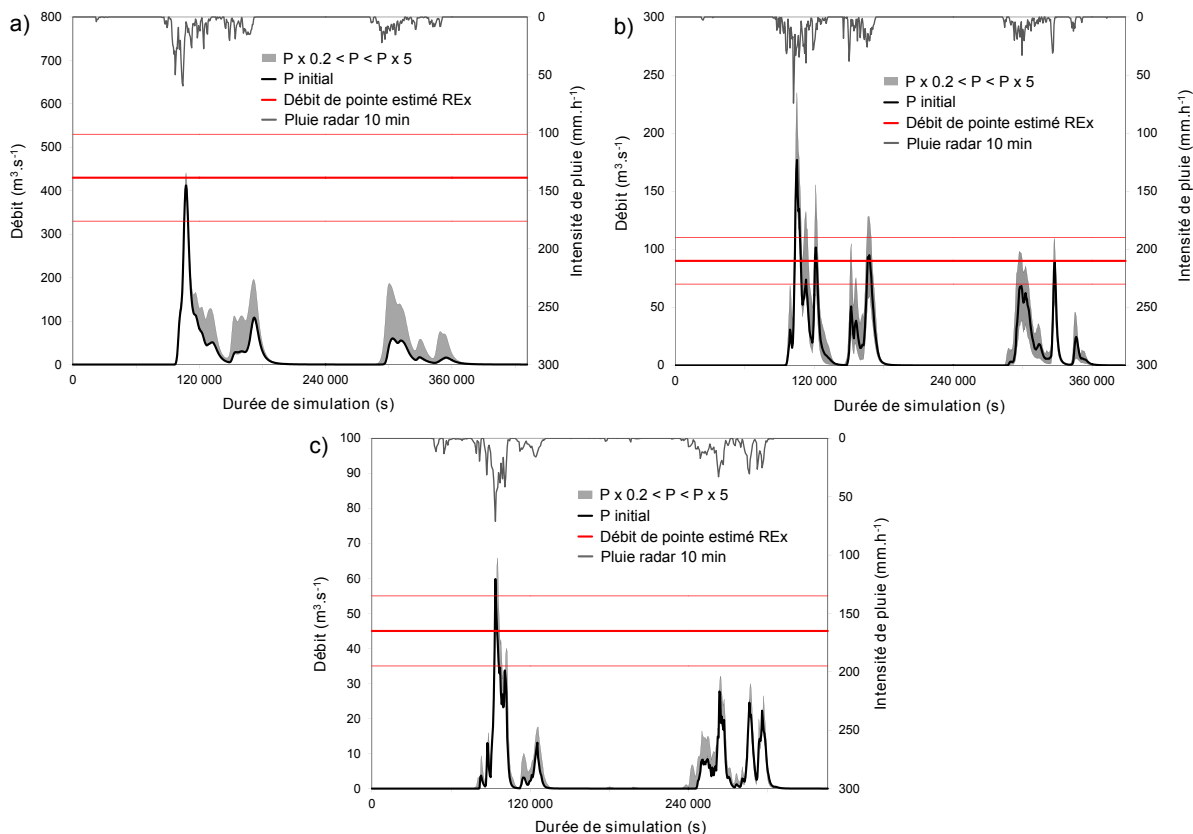 a)
800
700
600
500
400
300
200
100
0
Débit (m³.s⁻¹)
P x 0.2 < P < P x 5
P initial
Débit de pointe estimé REx
Pluie radar 10 min
0
50
100
150
200
250
300
Intensité de pluie (mm.h⁻¹)
0
120 000
240 000
360 000
Durée de simulation (s)
b)
300
250
200
150
100
50
0
Débit (m³.s⁻¹)
P x 0.2 < P < P x 5
P initial
Débit de pointe estimé REx
Pluie radar 10 min
0
50
100
150
200
250
300
Intensité de pluie (mm.h⁻¹)
0
120 000
240 000
360 000
Durée de simulation (s)
c)
100
90
80
70
60
50
40
30
20
10
0
Débit (m³.s⁻¹)
P x 0.2 < P < P x 5
P initial
Débit de pointe estimé REx
Pluie radar 10 min
0
50
100
150
200
250
300
Intensité de pluie (mm.h⁻¹)
0
120 000
240 000
Durée de simulation (s)